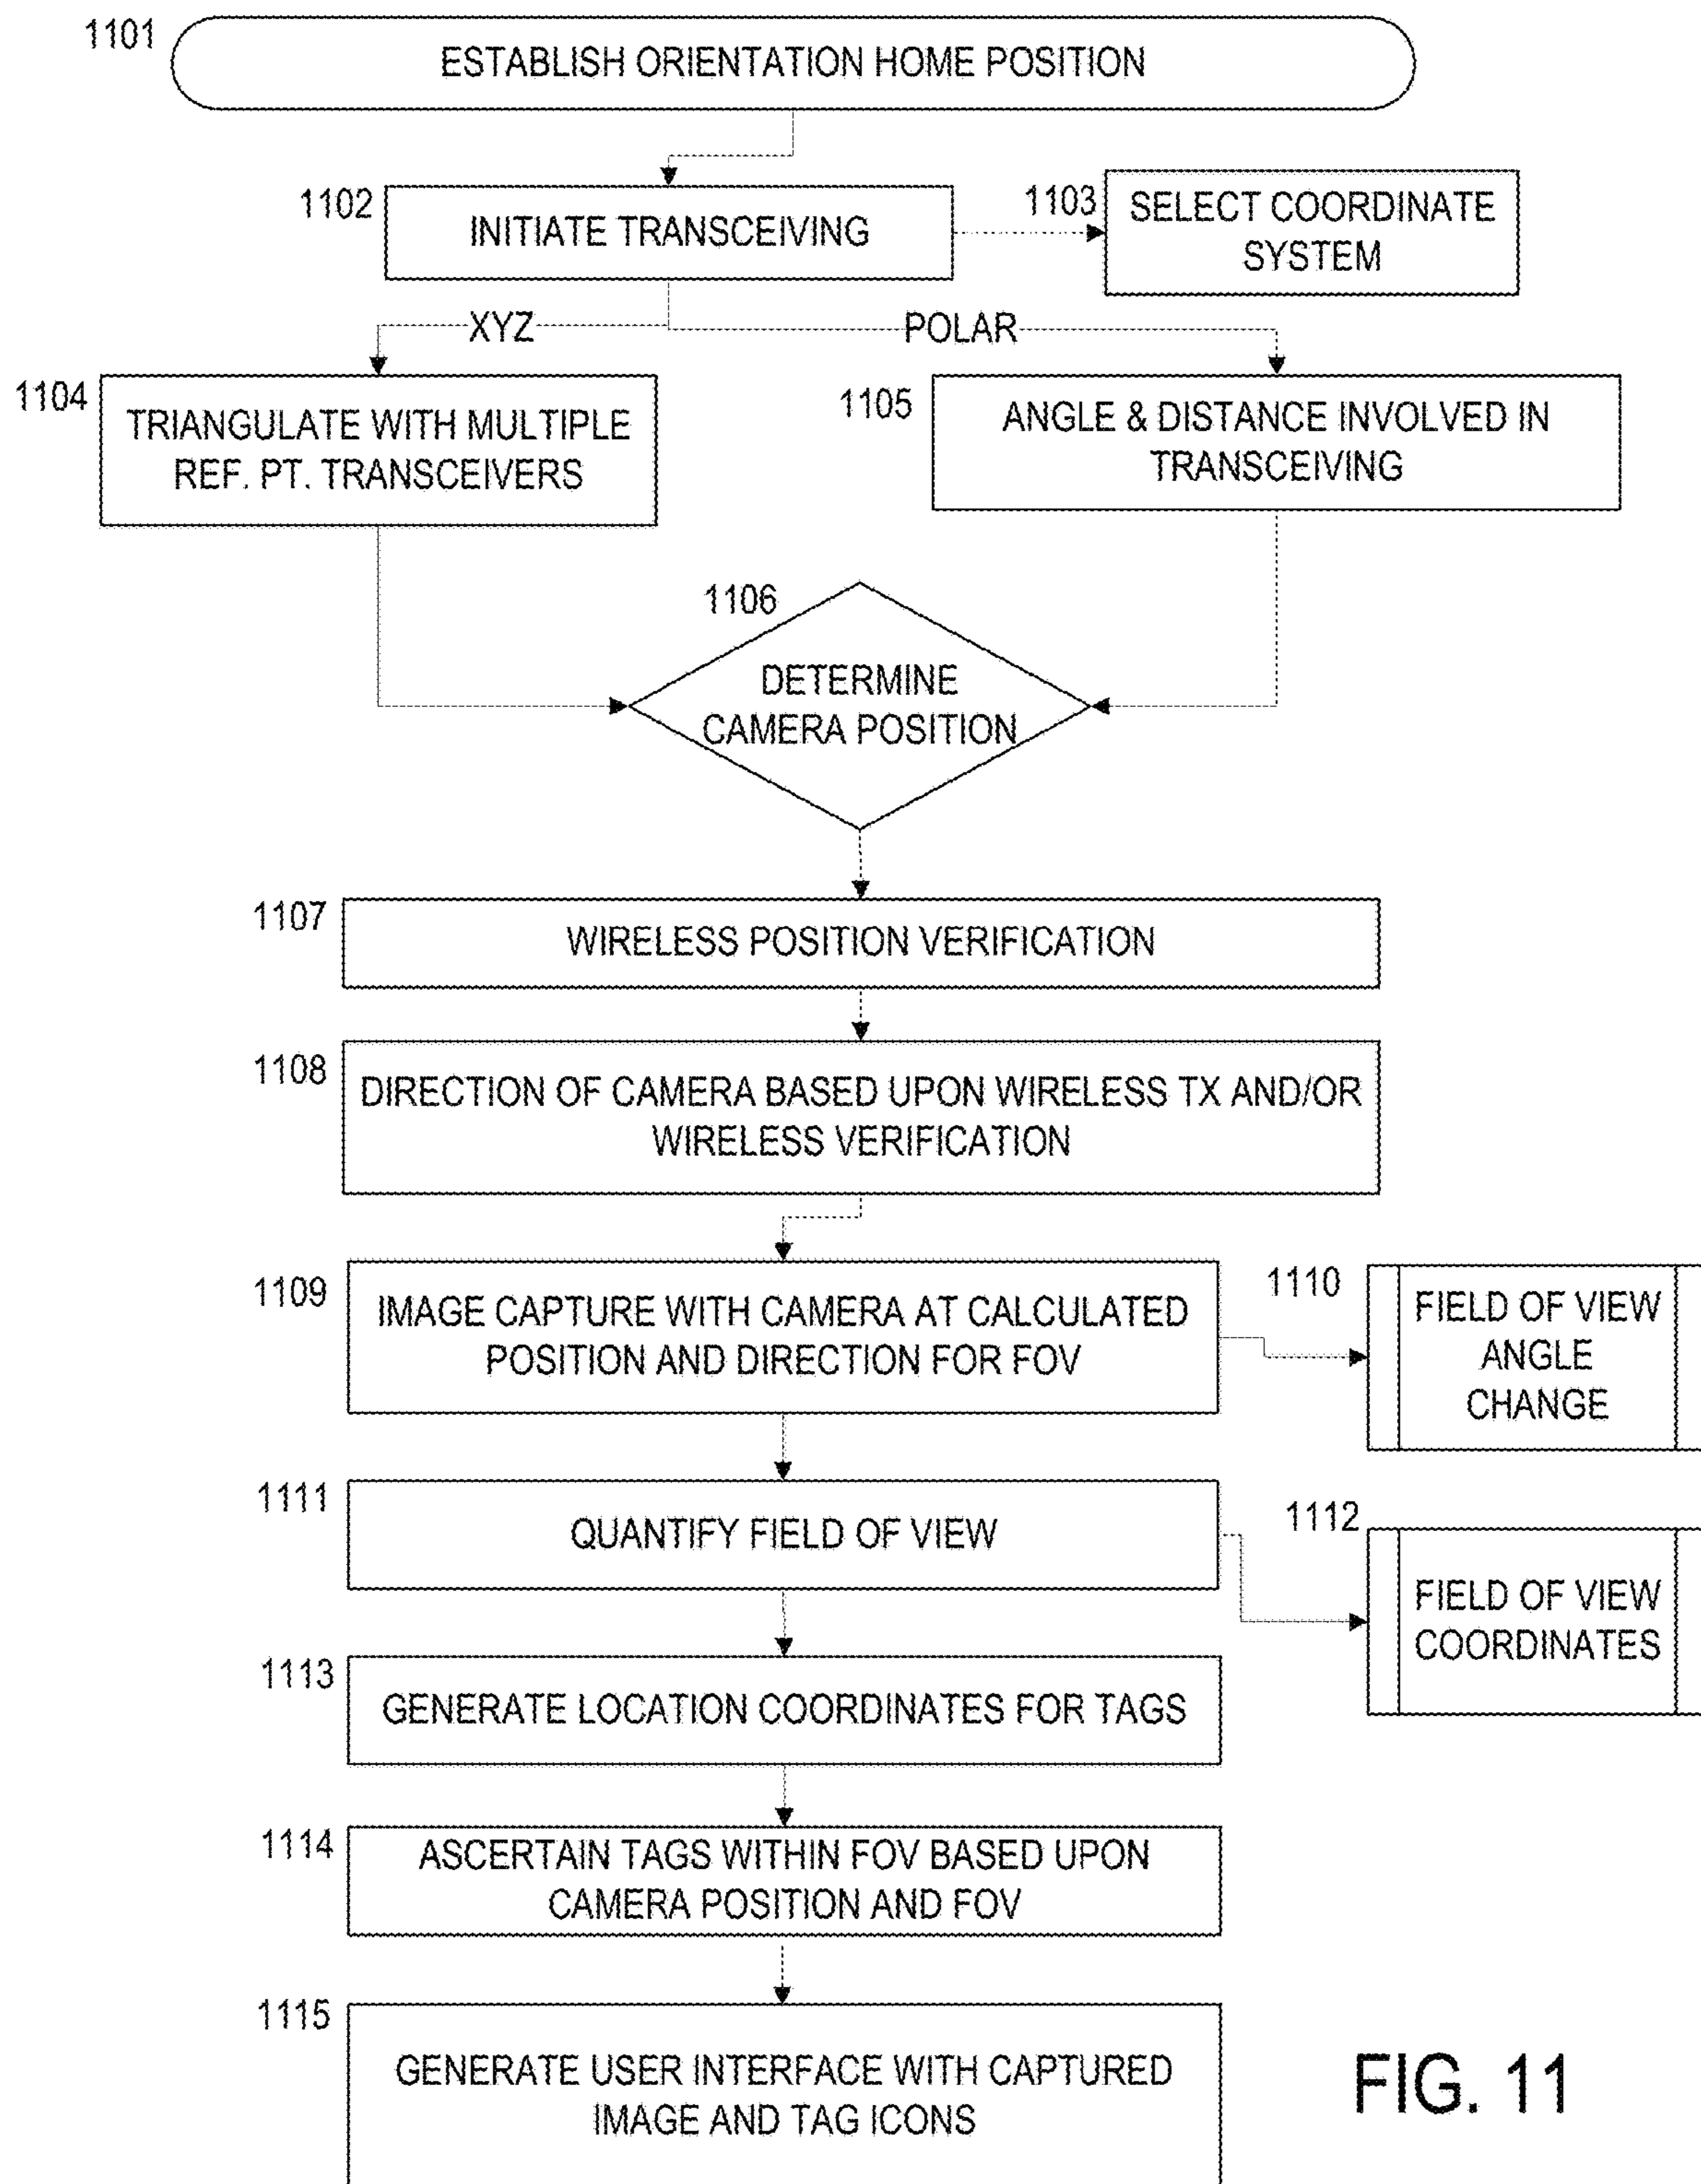 1101
ESTABLISH ORIENTATION HOME POSITION
1102
INITIATE TRANSCEIVING
1103
SELECT COORDINATE
SYSTEM
XYZ
POLAR
1104
TRIANGULATE WITH MULTIPLE
REF. PT. TRANSCEIVERS
1105
ANGLE & DISTANCE INVOLVED IN
TRANSCEIVING
1106
DETERMINE
CAMERA POSITION
1107
WIRELESS POSITION VERIFICATION
1108
DIRECTION OF CAMERA BASED UPON WIRELESS TX AND/OR
WIRELESS VERIFICATION
1109
IMAGE CAPTURE WITH CAMERA AT CALCULATED
POSITION AND DIRECTION FOR FOV
1110
FIELD OF VIEW
ANGLE
CHANGE
1111
QUANTIFY FIELD OF VIEW
1112
FIELD OF VIEW
COORDINATES
1113
GENERATE LOCATION COORDINATES FOR TAGS
1114
ASCERTAIN TAGS WITHIN FOV BASED UPON
CAMERA POSITION AND FOV
1115
GENERATE USER INTERFACE WITH CAPTURED
IMAGE AND TAG ICONS
FIG. 11